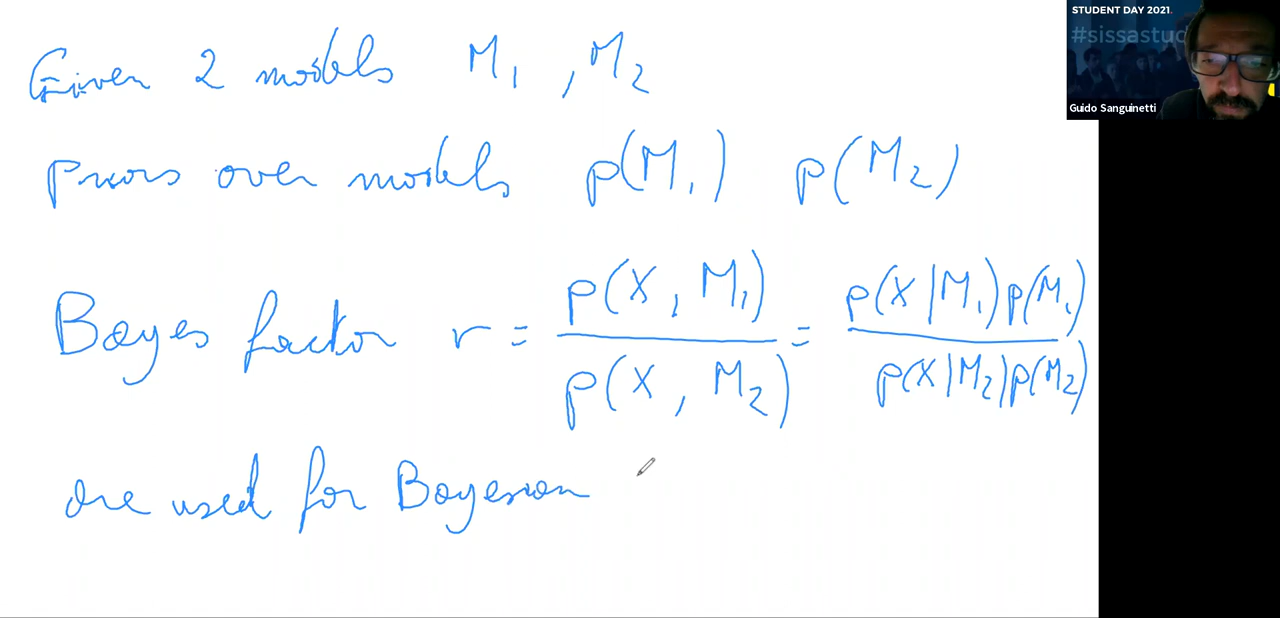 Given 2 models M₁ , M₂
priors over models p(M₁) p(M₂)
Bayes factor r = p(X , M₁) / p(X , M₂) = p(X|M₁)p(M₁) / p(X|M₂)p(M₂)
are used for Bayesian
STUDENT DAY 2021.
#sissastud
Guido Sanguinetti